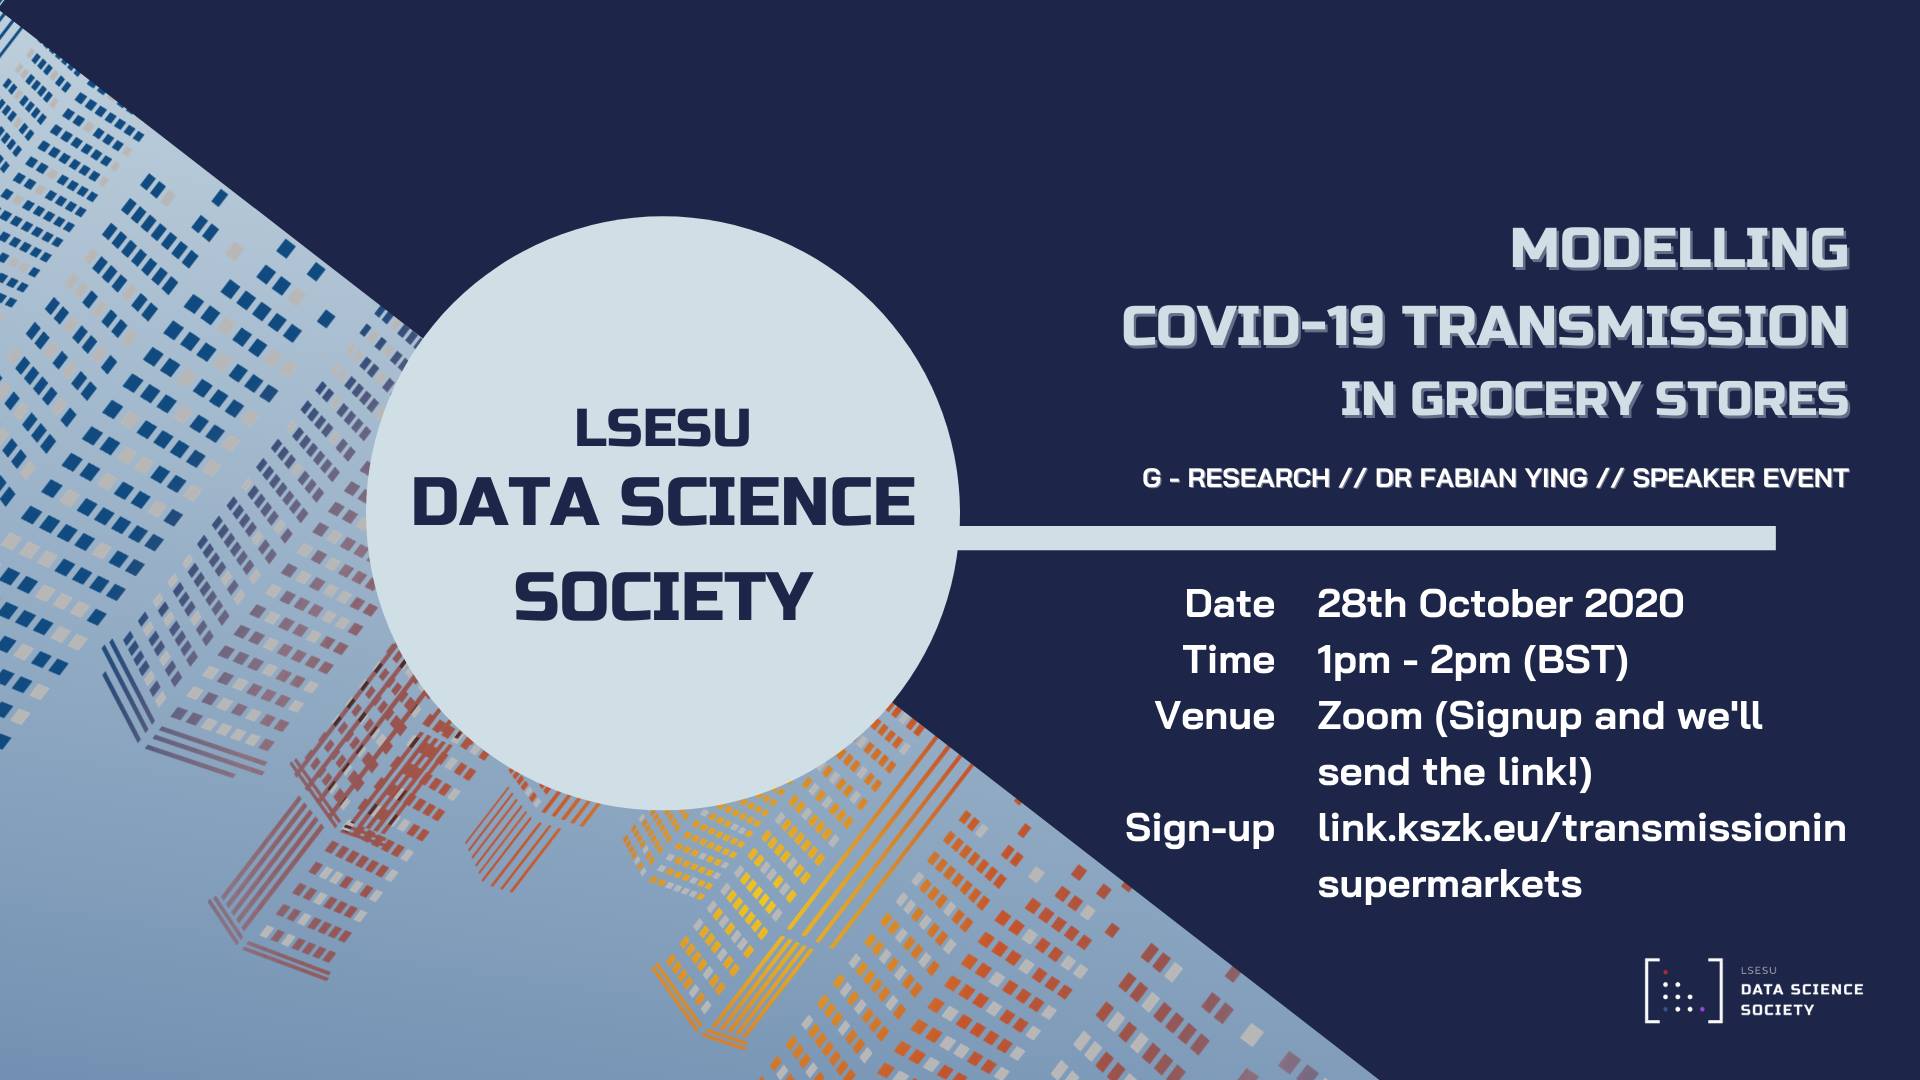 LSESU
DATA SCIENCE
SOCIETY
MODELLING
COVID-19 TRANSMISSION
IN GROCERY STORES
G - RESEARCH // DR FABIAN YING // SPEAKER EVENT
Date 28th October 2020
Time 1pm - 2pm (BST)
Venue Zoom (Signup and we'll
send the link!)
Sign-up link.kszk.eu/transmissionin
supermarkets
LSESU
DATA SCIENCE
SOCIETY